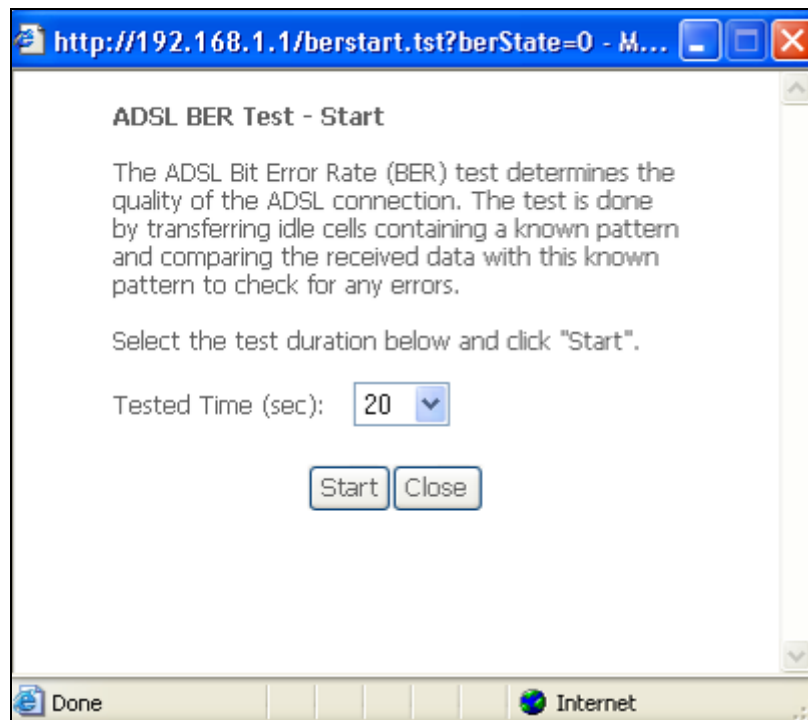 http://192.168.1.1/berstart.tst?berState=0 - M...
ADSL BER Test - Start
The ADSL Bit Error Rate (BER) test determines the
quality of the ADSL connection. The test is done
by transferring idle cells containing a known pattern
and comparing the received data with this known
pattern to check for any errors.
Select the test duration below and click "Start".
Tested Time (sec): 20
Start Close
Done Internet